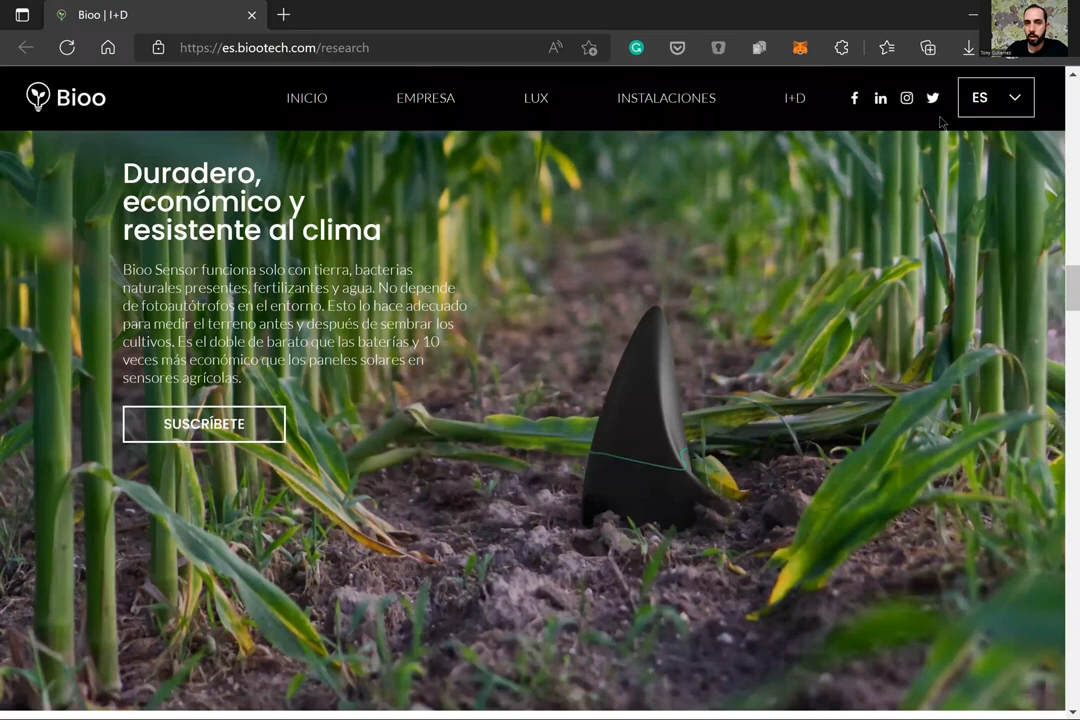 Bioo | I+D
https://es.biootech.com/research
Bioo
INICIO
EMPRESA
LUX
INSTALACIONES
I+D
ES
Duradero,
económico y
resistente al clima
Bioo Sensor funciona solo con tierra, bacterias
naturales presentes, fertilizantes y agua. No depende
de fotoautótrofos en el entorno. Esto lo hace adecuado
para medir el terreno antes y después de sembrar los
cultivos. Es el doble de barato que las baterías y 10
veces más económico que los paneles solares en
sensores agrícolas.
SUSCRÍBETE